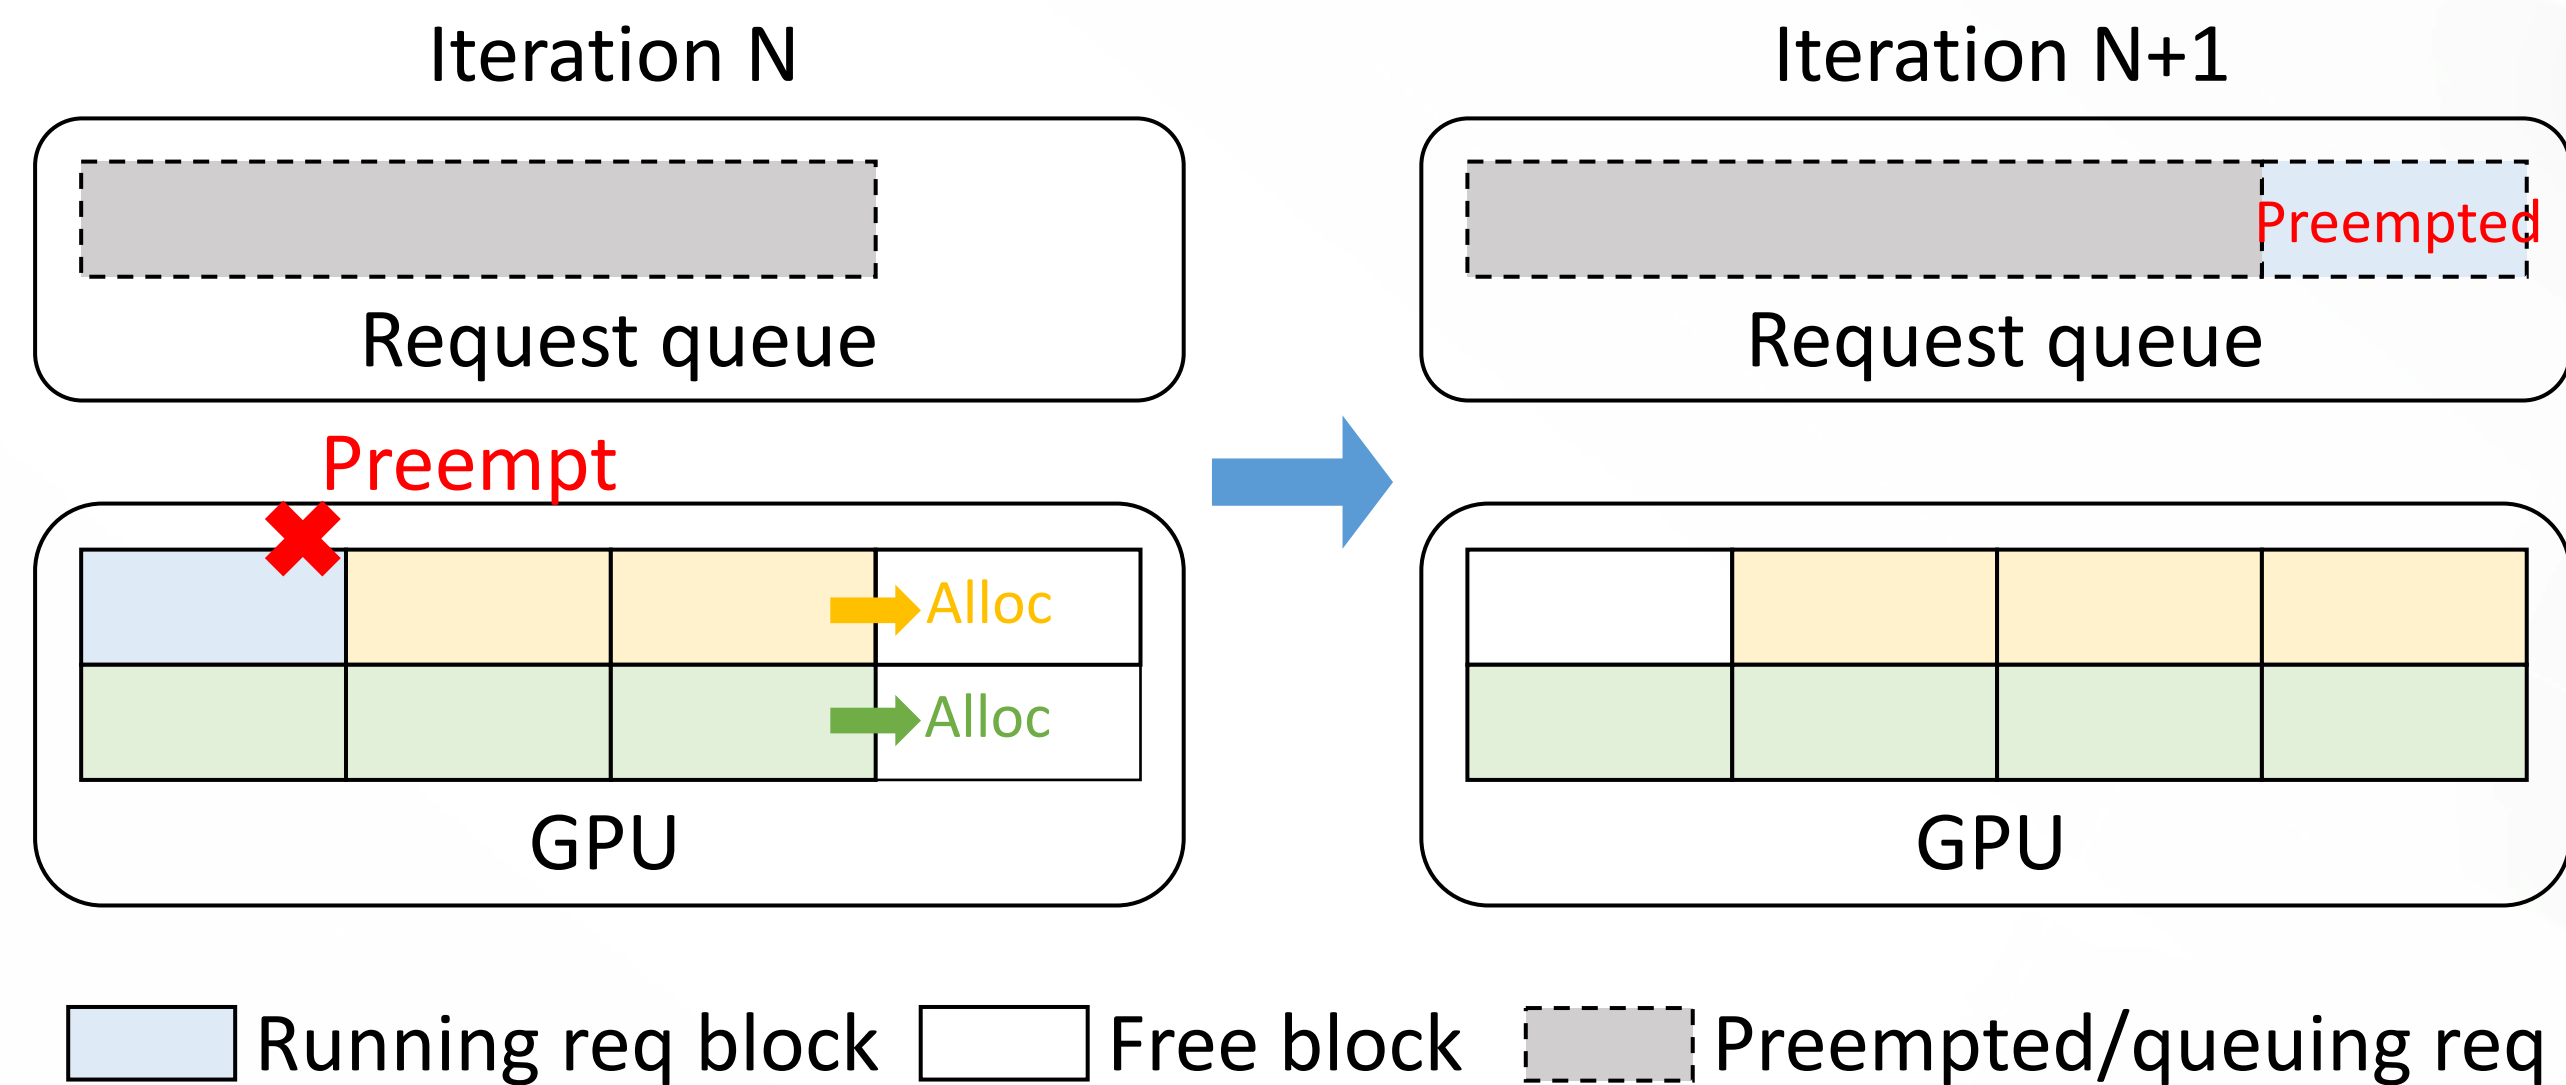 Iteration N
Iteration N+1
Preempted
Request queue
Request queue
Preempt
Alloc
Alloc
GPU
GPU
Running req block
Free block
Preempted/queuing req